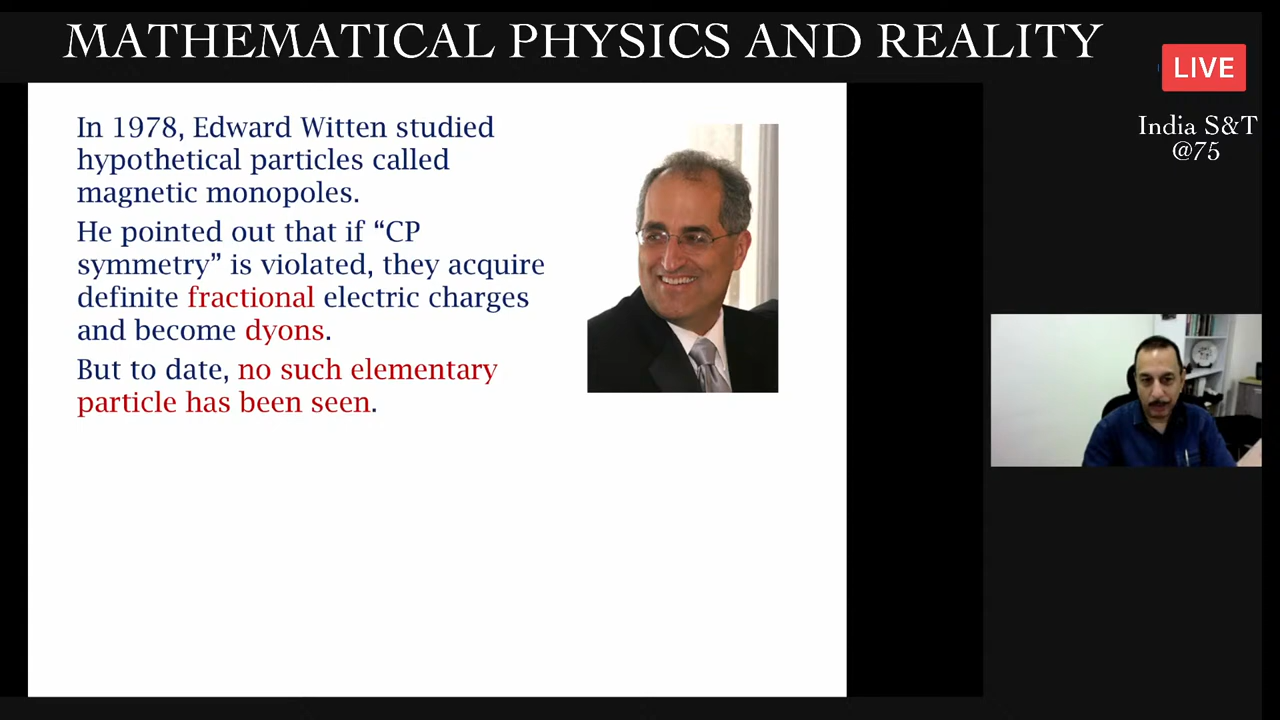 MATHEMATICAL PHYSICS AND REALITY
LIVE
India S&T
@75
In 1978, Edward Witten studied
hypothetical particles called
magnetic monopoles.
He pointed out that if “CP
symmetry” is violated, they acquire
definite fractional electric charges
and become dyons.
But to date, no such elementary
particle has been seen.